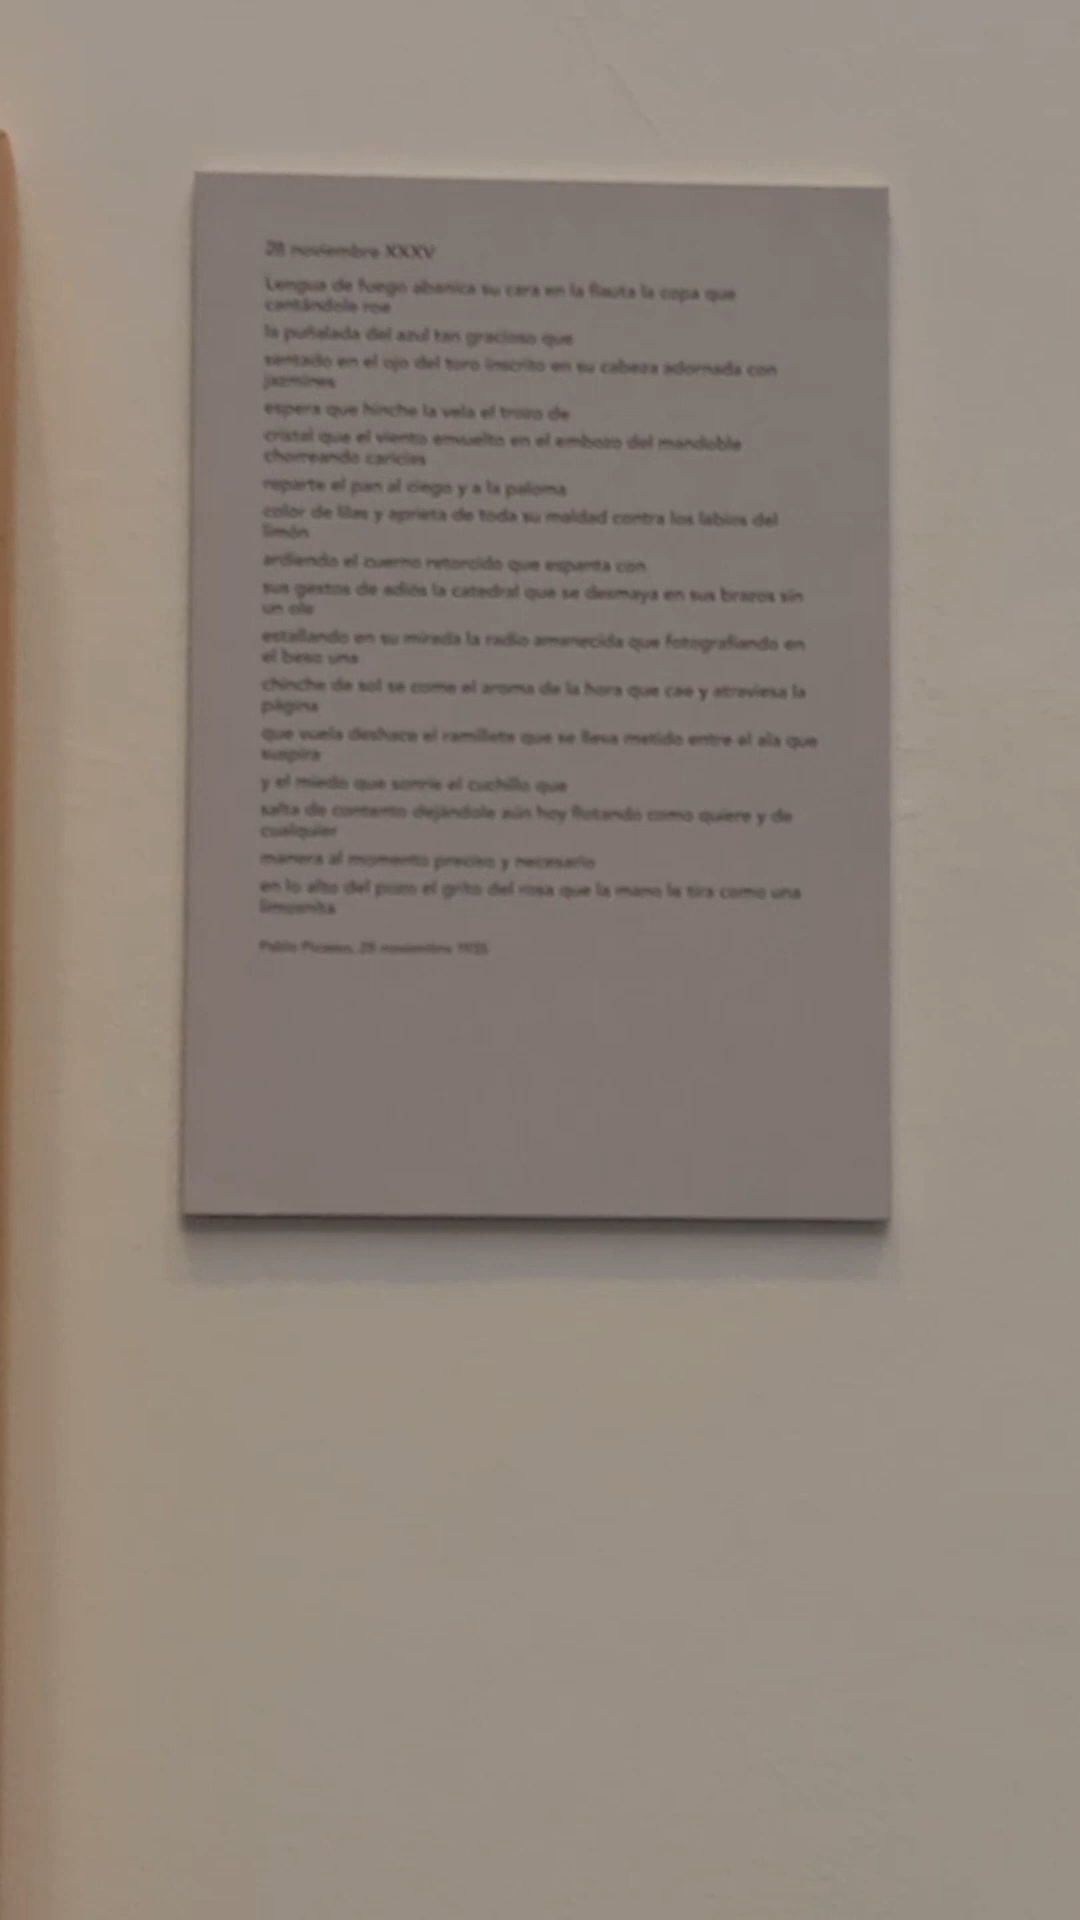 28 noviembre XXXV
Lengua de fuego abanica su cara en la flauta la copa que
cantándole roe
la puñalada del azul tan gracioso que
sentado en el ojo del toro inscrito en su cabeza adornada con
jazmines
espera que hinche la vela el trozo de
cristal que el viento envuelto en el embozo del mandoble
chorreando caricias
reparte el pan al ciego y a la paloma
color de lilas y aprieta de toda su maldad contra los labios del
limón
ardiendo el cuerno retorcido que espanta con
sus gestos de adiós la catedral que se desmaya en sus brazos sin
un ole
estallando en su mirada la radio amanecida que fotografiando en
el beso una
chinche de sol se come el aroma de la hora que cae y atraviesa la
página
que vuela deshace el ramillete que se lleva metido entre el ala que
suspira
y el miedo que sonríe el cuchillo que
salta de contento dejándole aún hoy flotando como quiere y de
cualquier
manera al momento preciso y necesario
en lo alto del pozo el grito del rosa que la mano le tira como una
limosnita
Pablo Picasso, 28 noviembre 1935